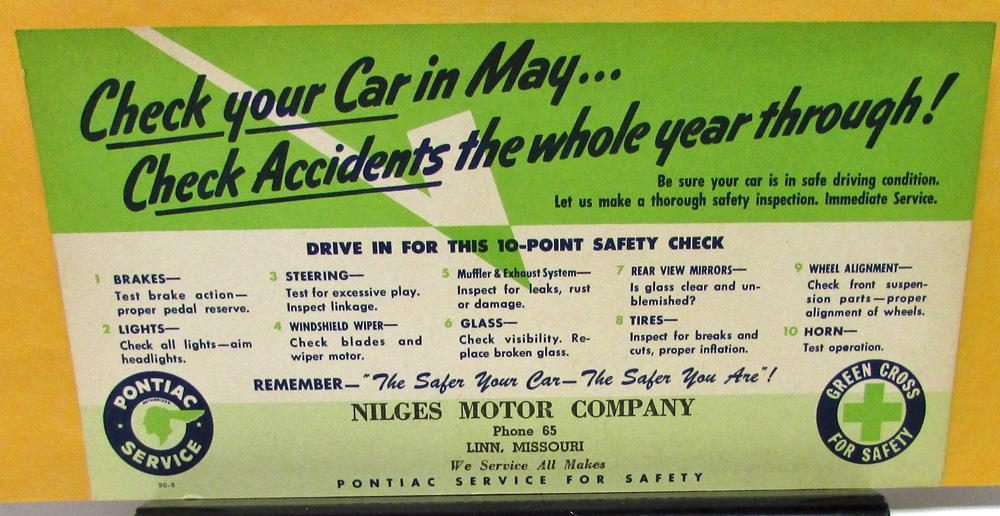 Check your Car in May...
Check Accidents the whole year through!
Be sure your car is in safe driving condition.
Let us make a thorough safety inspection. Immediate Service.
DRIVE IN FOR THIS 10-POINT SAFETY CHECK
1 BRAKES—
Test brake action—
proper pedal reserve.
2 LIGHTS—
Check all lights—aim
headlights.
3 STEERING—
Test for excessive play.
Inspect linkage.
4 WINDSHIELD WIPER—
Check blades and
wiper motor.
5 Muffler & Exhaust System—
Inspect for leaks, rust
or damage.
6 GLASS—
Check visibility. Re-
place broken glass.
7 REAR VIEW MIRRORS—
Is glass clear and un-
blemished?
8 TIRES—
Inspect for breaks and
cuts, proper inflation.
9 WHEEL ALIGNMENT—
Check front suspen-
sion parts—proper
alignment of wheels.
10 HORN—
Test operation.
REMEMBER—"The Safer Your Car—The Safer You Are"!
PONTIAC
AUTHORIZED
SERVICE
NILGES MOTOR COMPANY
Phone 65
LINN, MISSOURI
We Service All Makes
PONTIAC SERVICE FOR SAFETY
GREEN CROSS
FOR SAFETY
50-5